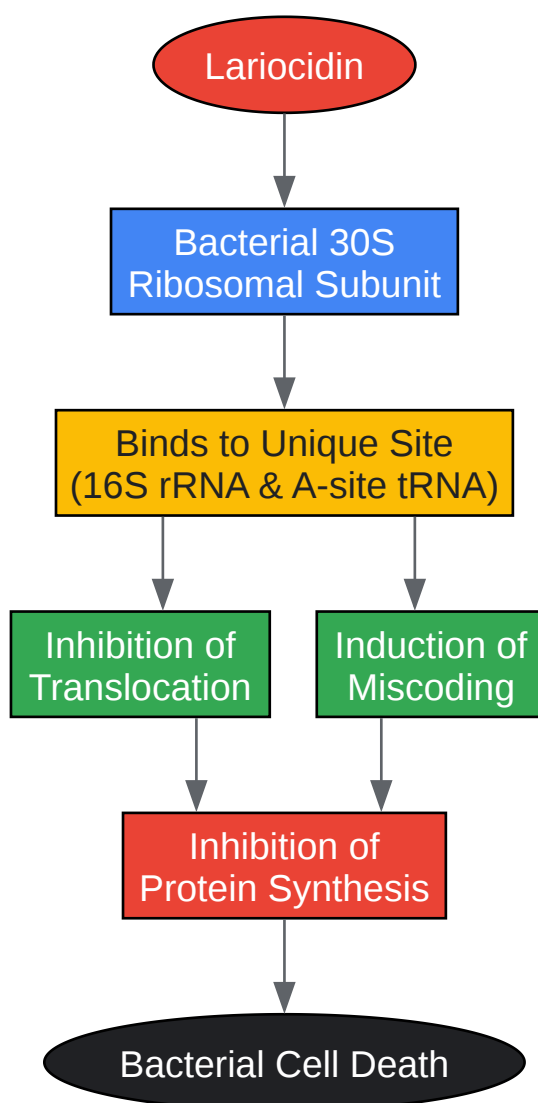 Lariocidin
Bacterial 30S
Ribosomal Subunit
Binds to Unique Site
(16S rRNA & A-site tRNA)
Inhibition of
Translocation
Induction of
Miscoding
Inhibition of
Protein Synthesis
Bacterial Cell Death